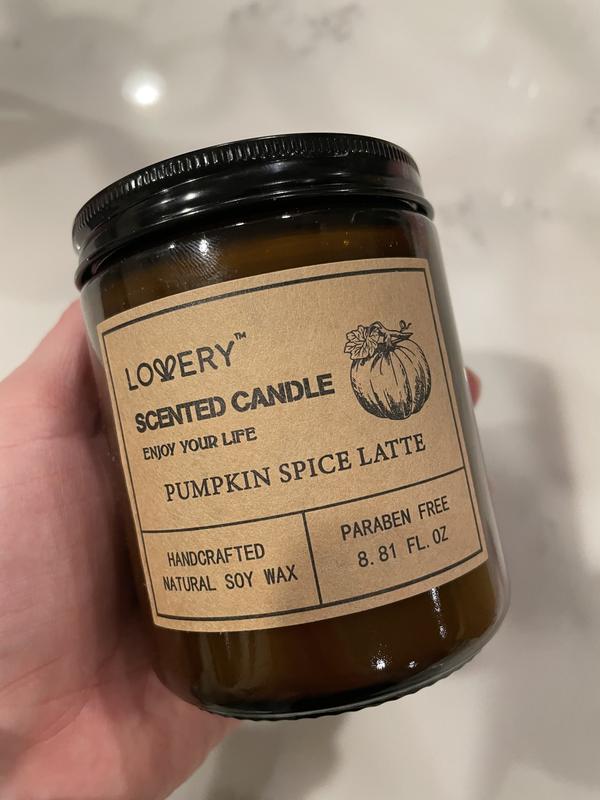 LOVERY™
SCENTED CANDLE
ENJOY YOUR LIFE
PUMPKIN SPICE LATTE
HANDCRAFTED
NATURAL SOY WAX
PARABEN FREE
8.81 FL.OZ